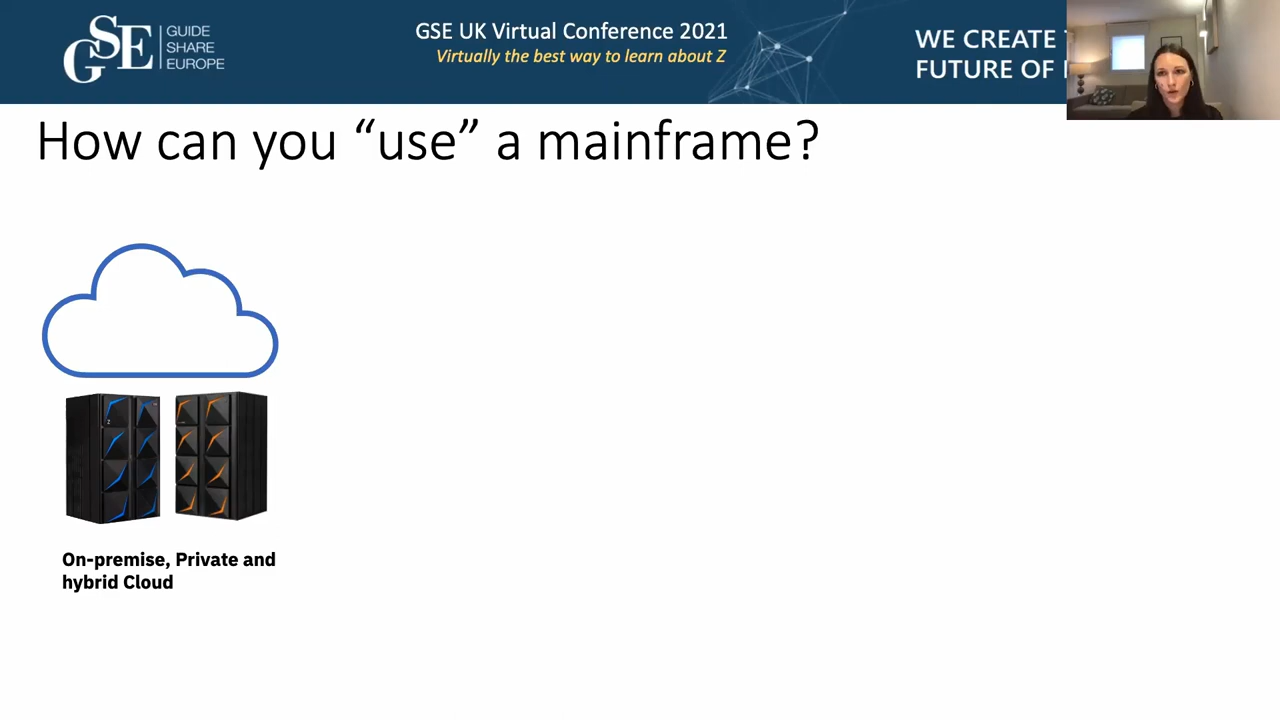 GSE
GUIDE
SHARE
EUROPE
GSE UK Virtual Conference 2021
Virtually the best way to learn about Z
WE CREATE
FUTURE OF
How can you “use” a mainframe?
On-premise, Private and
hybrid Cloud